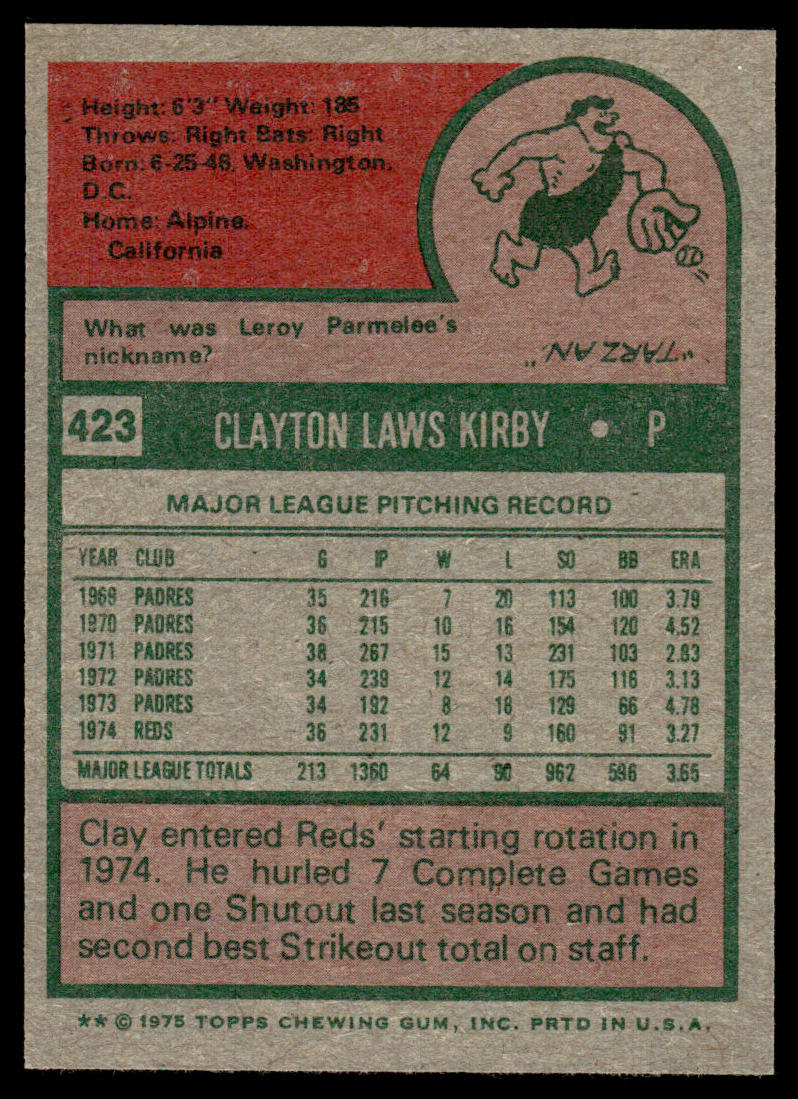 Height: 6'3" Weight: 185
Throws: Right Bats: Right
Born: 6-25-48, Washington,
D C.
Home: Alpine,
California
What was Leroy Parmelee's
nickname?
"TARZAN."
423 CLAYTON LAWS KIRBY • P
MAJOR LEAGUE PITCHING RECORD
YEAR CLUB G IP W L SO BB ERA
1969 PADRES 35 216 7 20 113 100 3.79
1970 PADRES 36 215 10 16 154 120 4.52
1971 PADRES 38 267 15 13 231 103 2.83
1972 PADRES 34 239 12 14 175 116 3.13
1973 PADRES 34 192 8 18 129 66 4.78
1974 REDS 36 231 12 9 160 91 3.27
MAJOR LEAGUE TOTALS 213 1360 64 90 962 596 3.65
Clay entered Reds' starting rotation in
1974. He hurled 7 Complete Games
and one Shutout last season and had
second best Strikeout total on staff.
** © 1975 TOPPS CHEWING GUM, INC. PRTD IN U.S.A.